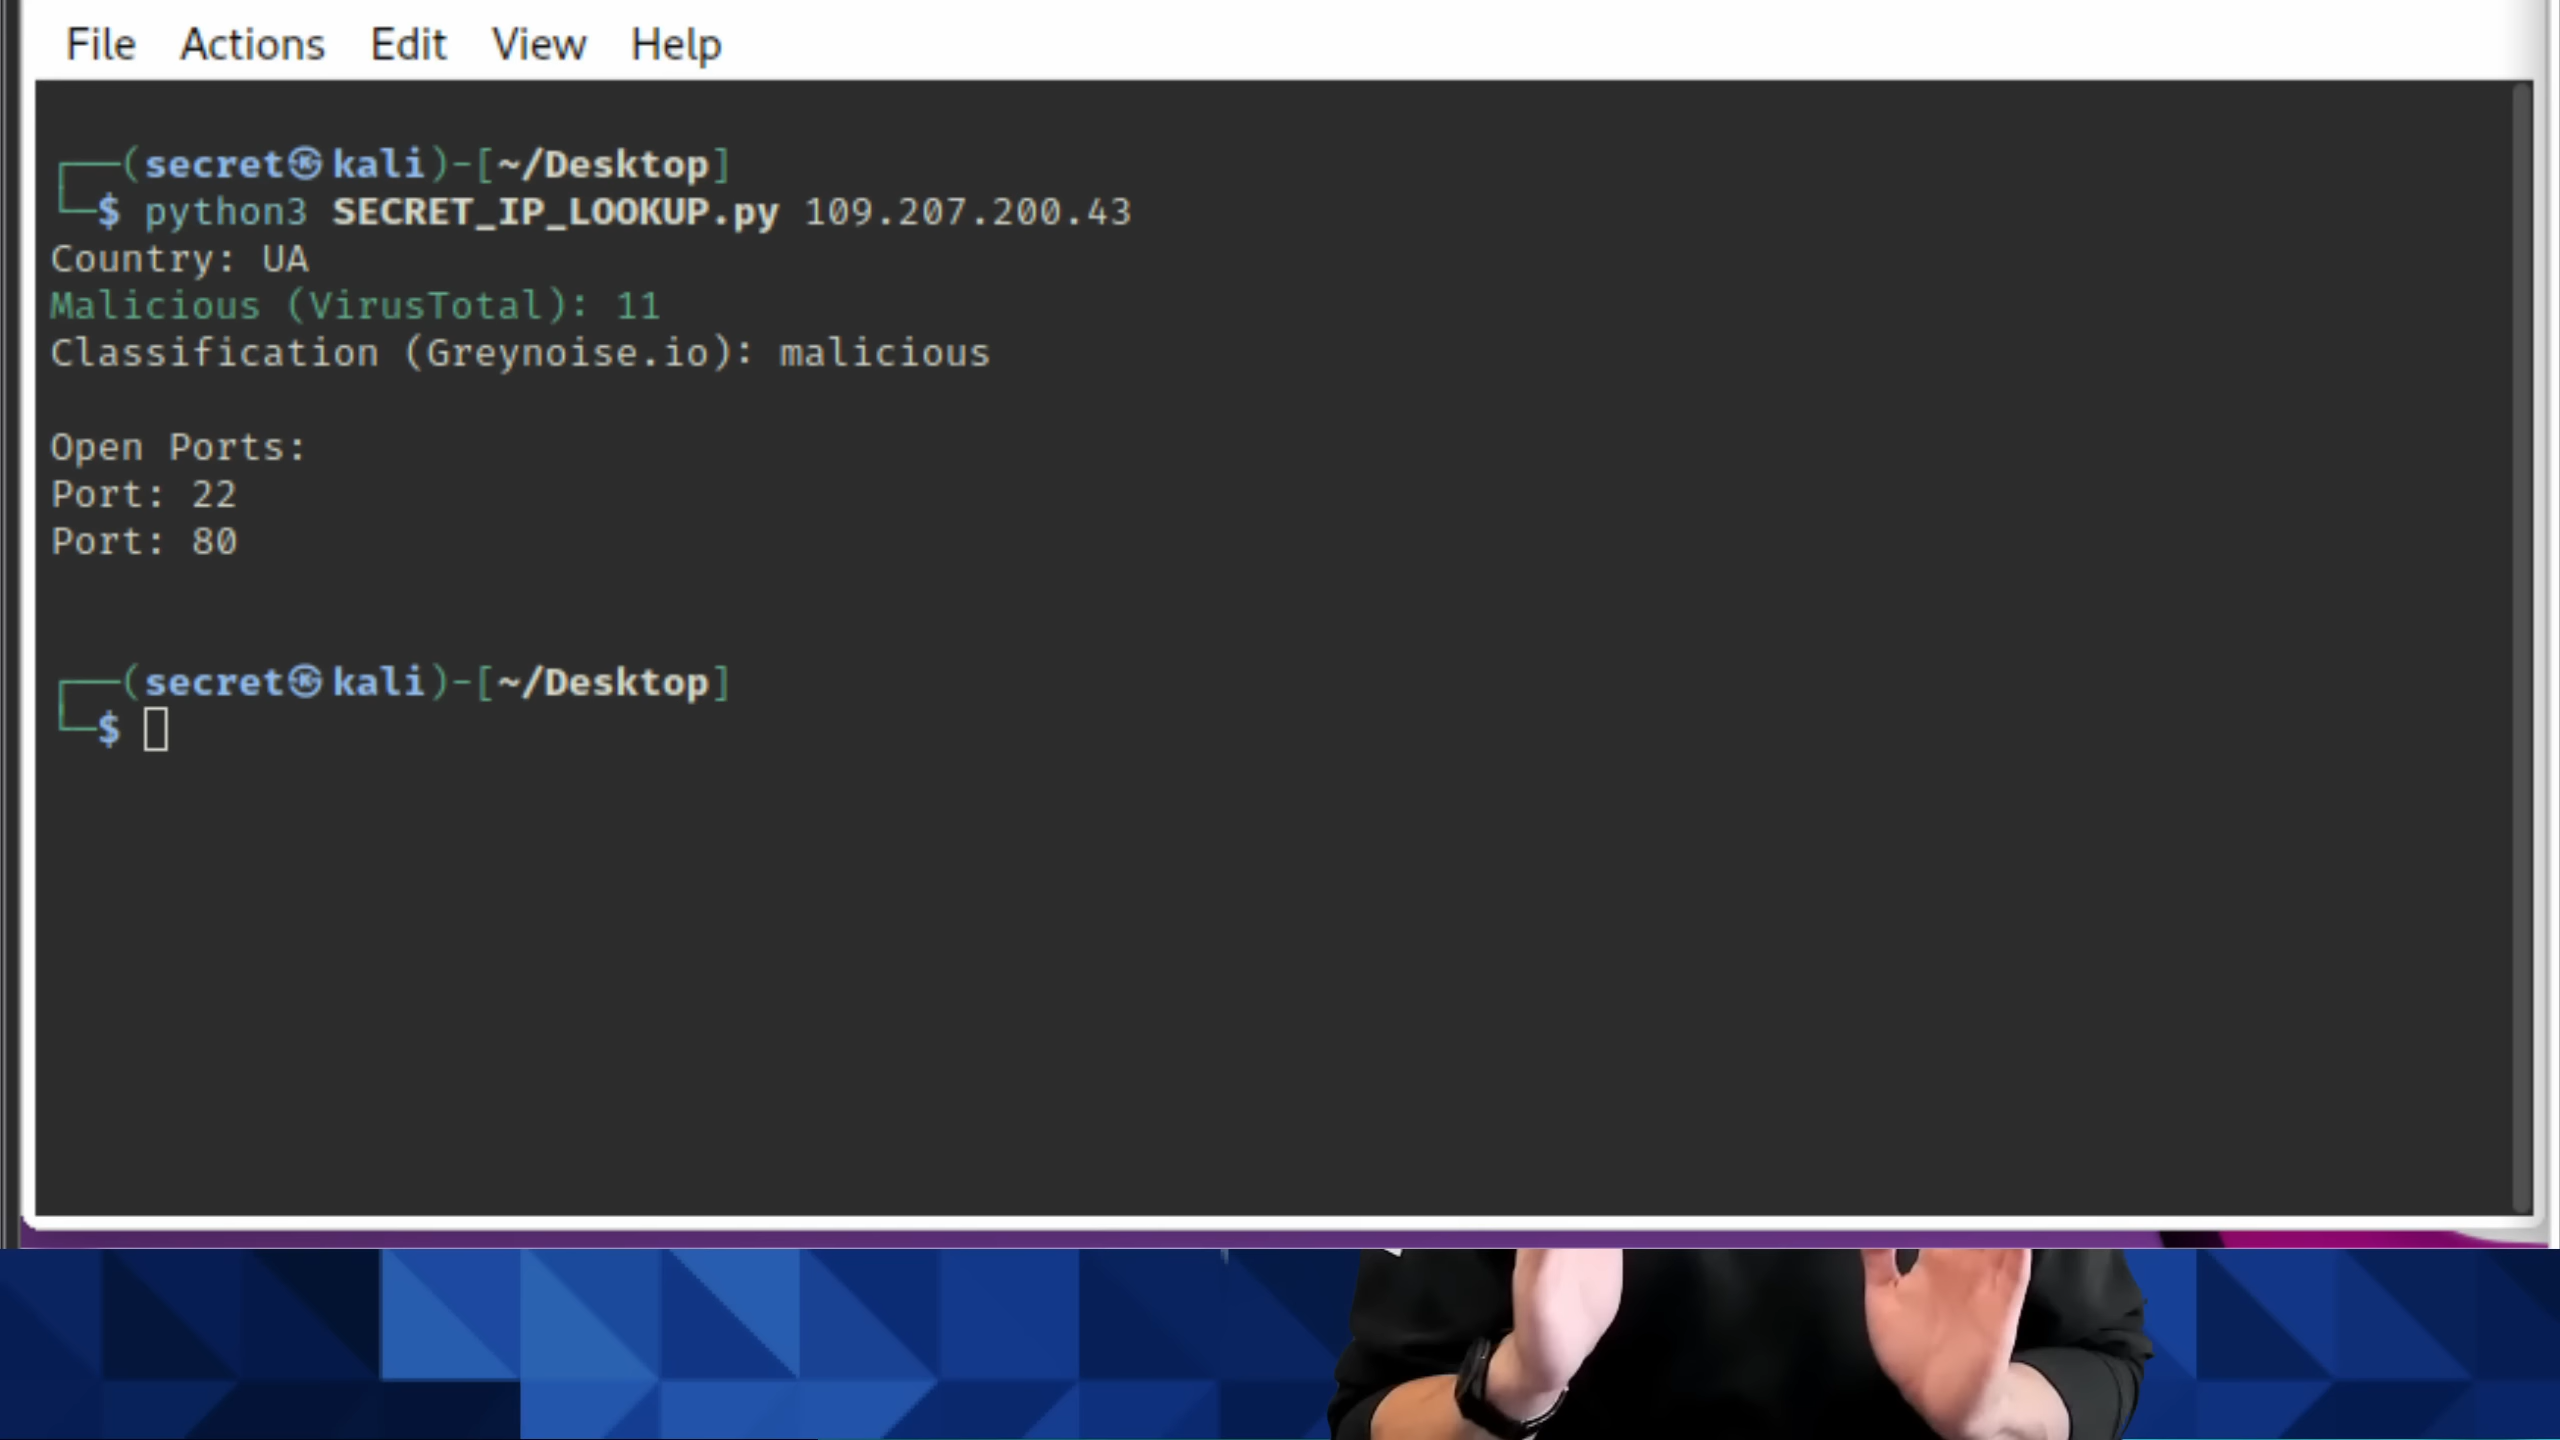 File Actions Edit View Help
┌──(secret㉿kali)-[~/Desktop]
└─$ python3 SECRET_IP_LOOKUP.py 109.207.200.43
Country: UA
Malicious (VirusTotal): 11
Classification (Greynoise.io): malicious
Open Ports:
Port: 22
Port: 80
┌──(secret㉿kali)-[~/Desktop]
└─$